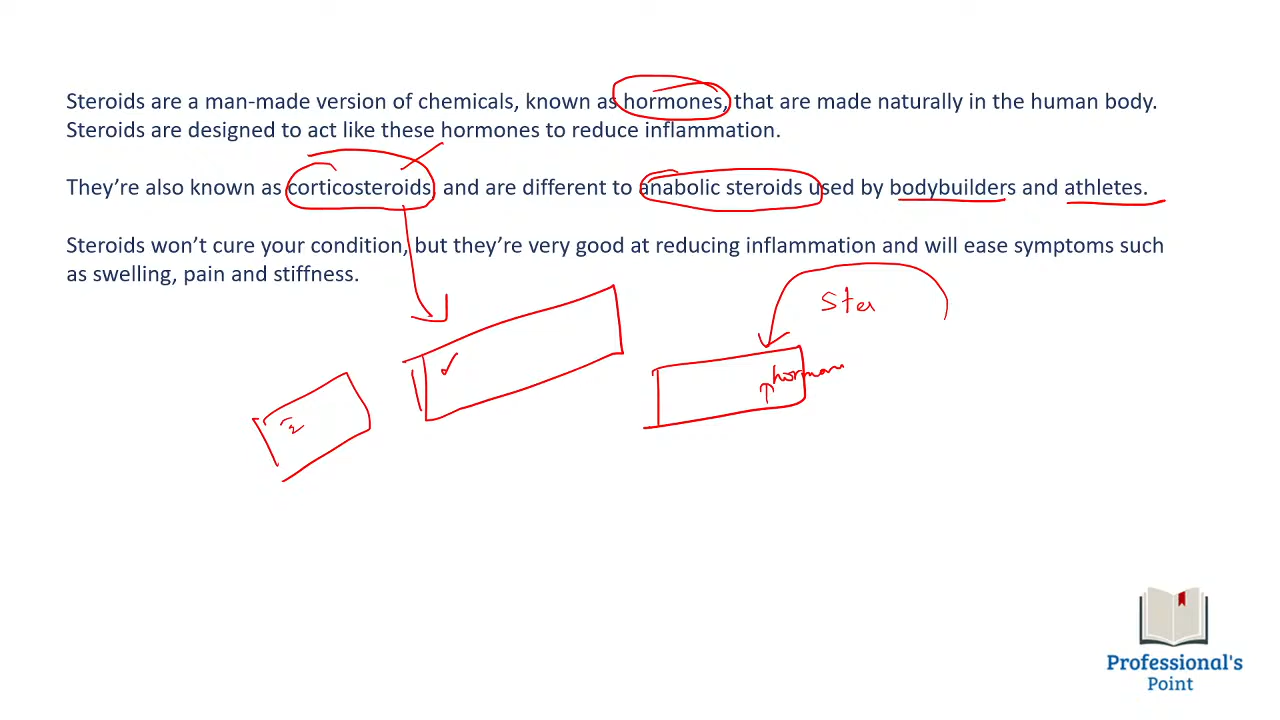 Steroids are a man-made version of chemicals, known as hormones, that are made naturally in the human body.
Steroids are designed to act like these hormones to reduce inflammation.
They’re also known as corticosteroids, and are different to anabolic steroids used by bodybuilders and athletes.
Steroids won’t cure your condition, but they’re very good at reducing inflammation and will ease symptoms such
as swelling, pain and stiffness.
Ster
Professional's
Point